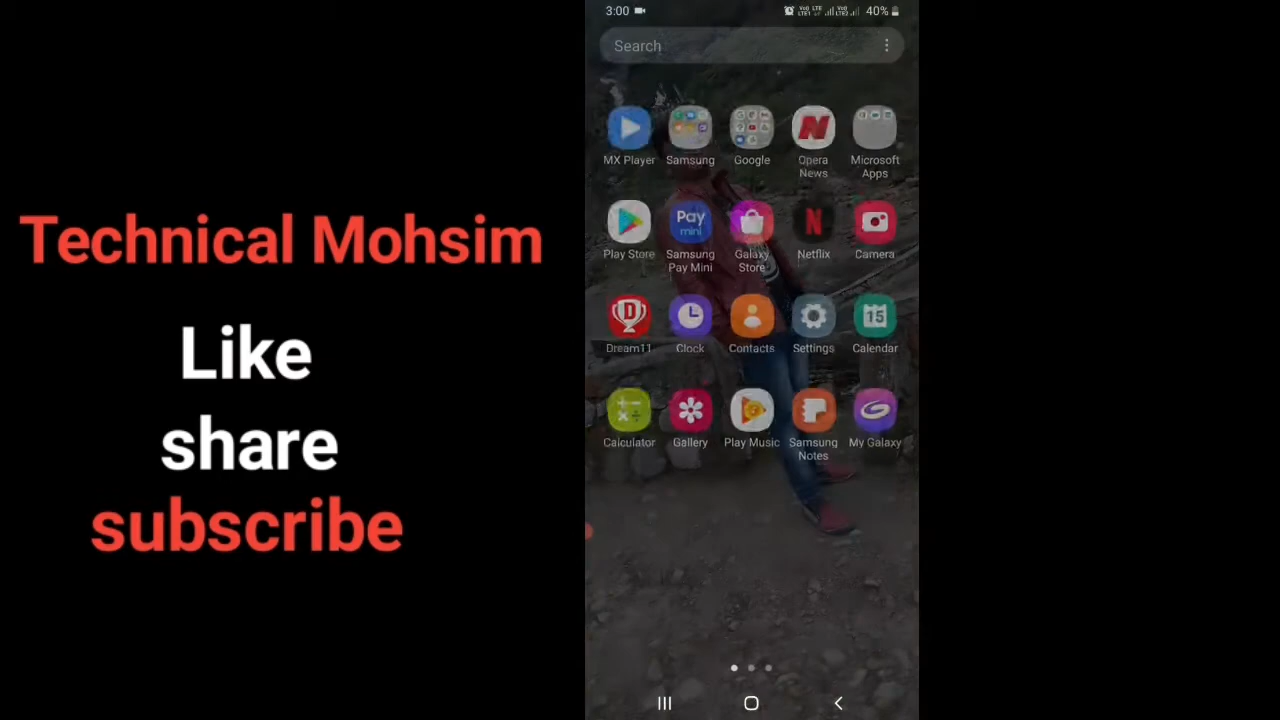 Technical Mohsim
Like
share
subscribe
3:00
40%
Search
MX Player
Samsung
Google
Opera News
Microsoft Apps
Play Store
Pay mini
Samsung Pay Mini
Galaxy Store
N
Netflix
Camera
D
Dream11
Clock
Contacts
Settings
15
Calendar
Calculator
Gallery
Play Music
Samsung Notes
My Galaxy